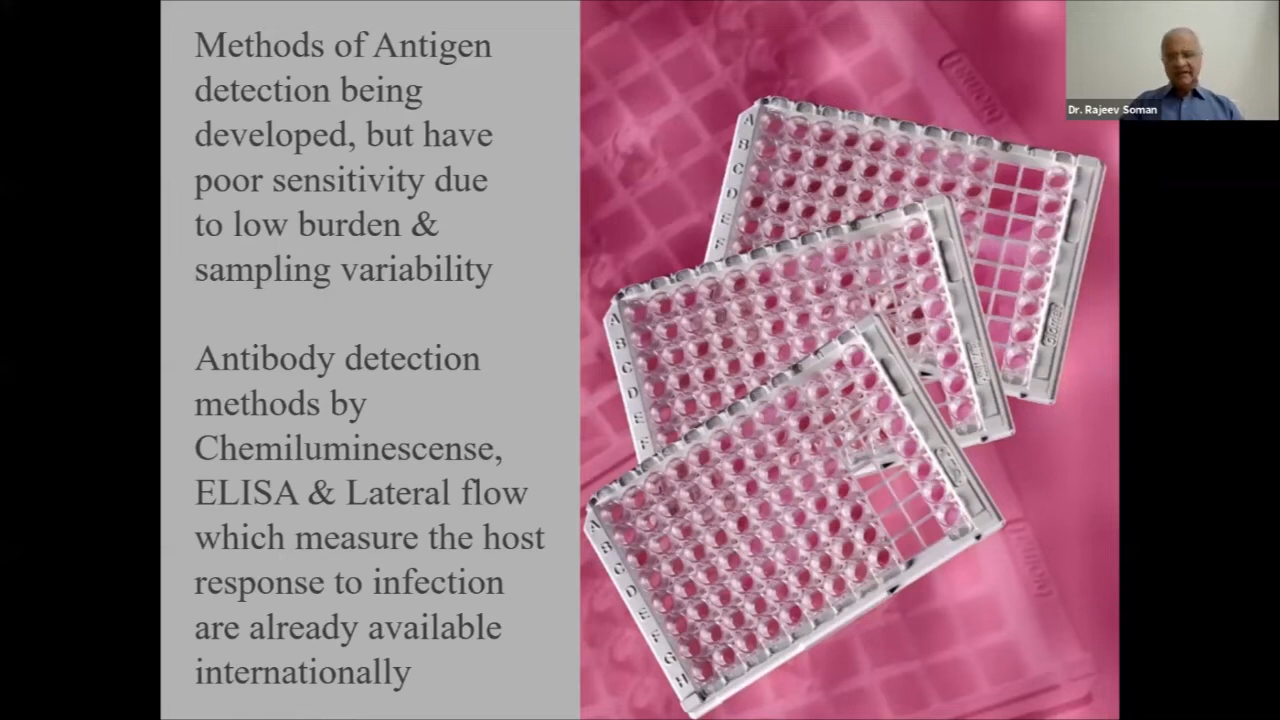 Methods of Antigen
detection being
developed, but have
poor sensitivity due
to low burden &
sampling variability
Antibody detection
methods by
Chemiluminescense,
ELISA & Lateral flow
which measure the host
response to infection
are already available
internationally
Dr. Rajeev Soman